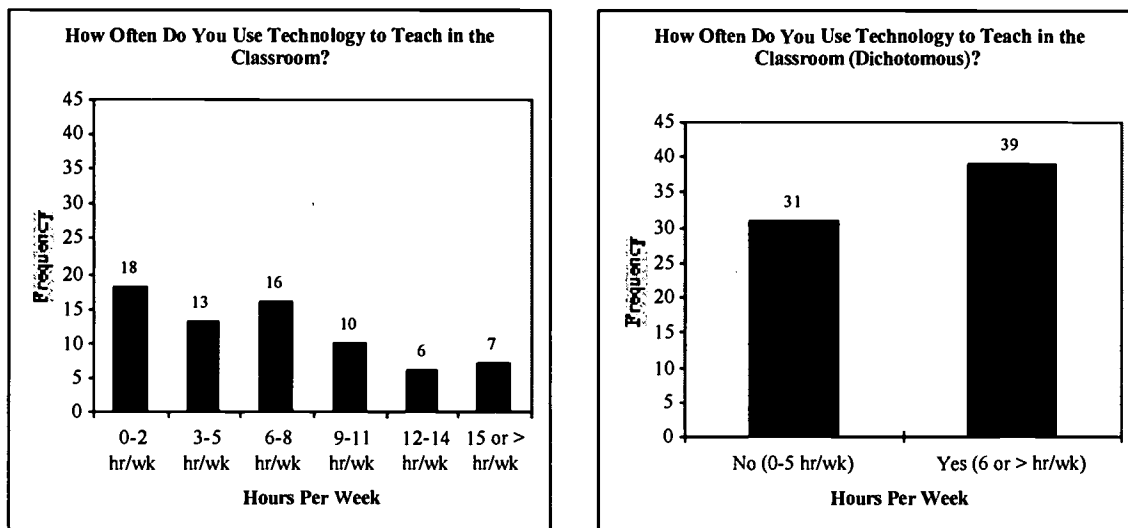 How Often Do You Use Technology to Teach in the
Classroom?
Frequency
45
40
35
30
25
20
15
10
5
0
18
13
16
10
6
7
0-2 3-5 6-8 9-11 12-14 15 or >
hr/wk hr/wk hr/wk hr/wk hr/wk hr/wk
Hours Per Week
How Often Do You Use Technology to Teach in the
Classroom (Dichotomous)?
Frequency
45
40
35
30
25
20
15
10
5
0
31
39
No (0-5 hr/wk) Yes (6 or > hr/wk)
Hours Per Week